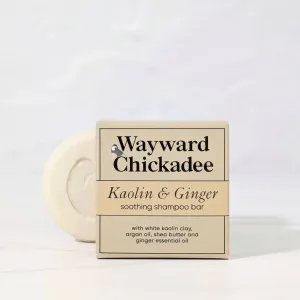 Wayward
Chickadee
Kaolin & Ginger
soothing shampoo bar
with white kaolin clay,
argan oil, shea butter and
ginger essential oil